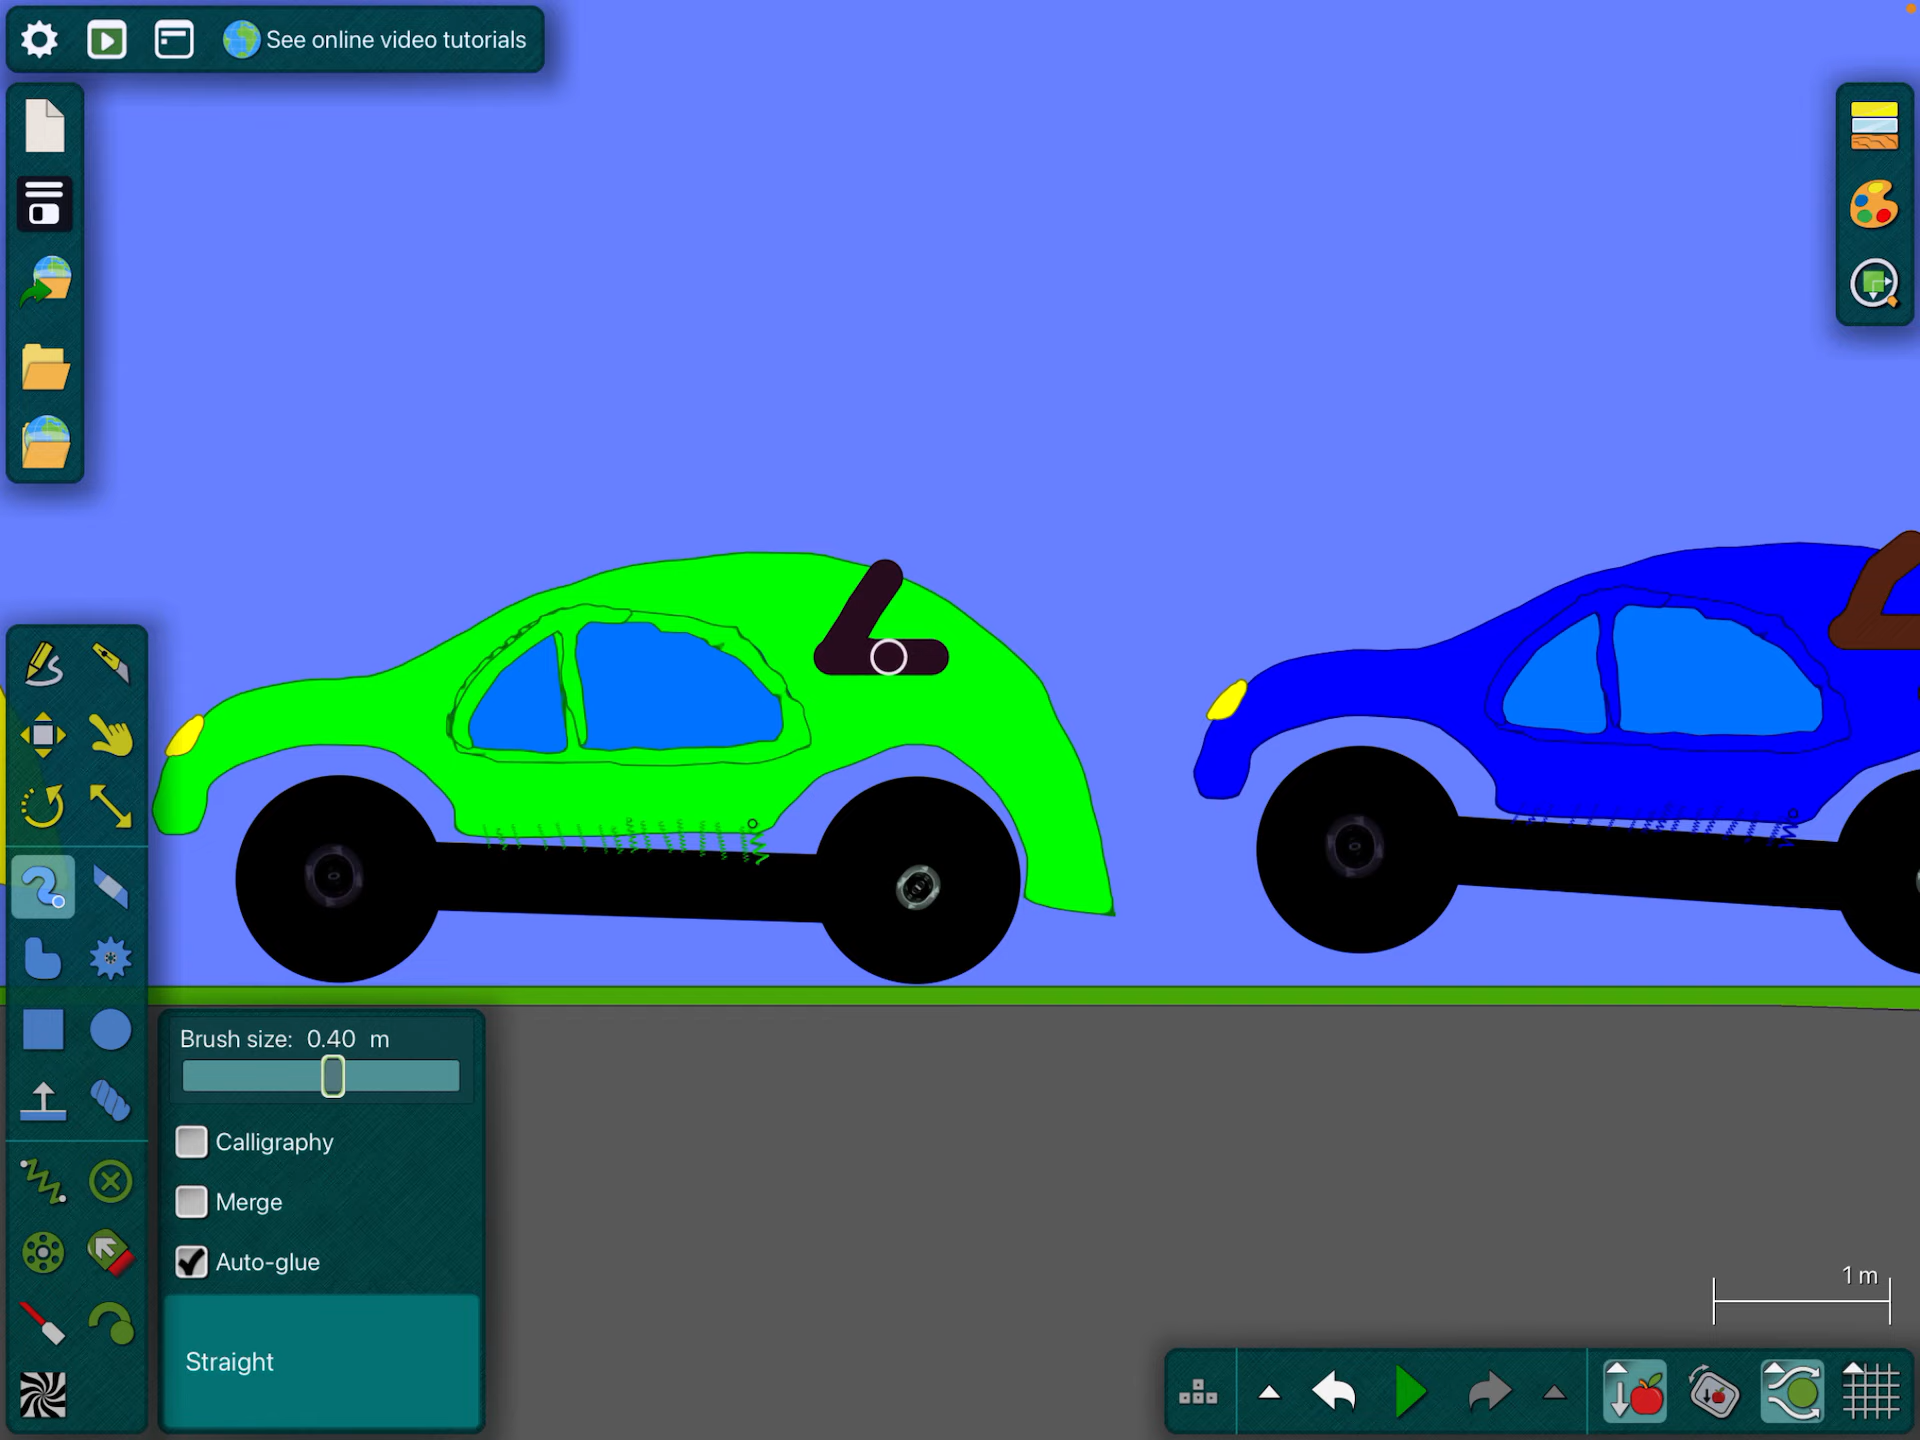 See online video tutorials
Brush size: 0.40 m
Calligraphy
Merge
Auto-glue
1 m
Straight